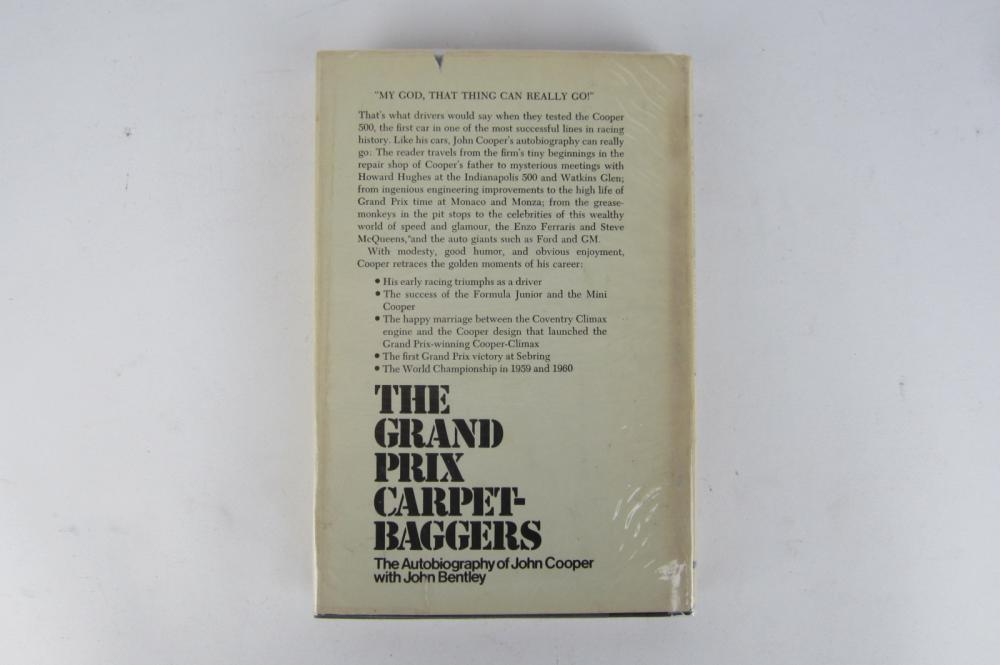 "MY GOD, THAT THING CAN REALLY GO!"
That's what drivers would say when they tested the Cooper
500, the first car in one of the most successful lines in racing
history. Like his cars, John Cooper's autobiography can really
go: The reader travels from the firm's tiny beginnings in the
repair shop of Cooper's father to mysterious meetings with
Howard Hughes at the Indianapolis 500 and Watkins Glen;
from ingenious engineering improvements to the high life of
Grand Prix time at Monaco and Monza; from the grease-
monkeys in the pit stops to the celebrities of this wealthy
world of speed and glamour, the Enzo Ferraris and Steve
McQueens, and the auto giants such as Ford and GM.
With modesty, good humor, and obvious enjoyment,
Cooper retraces the golden moments of his career:
• His early racing triumphs as a driver
• The success of the Formula Junior and the Mini
Cooper
• The happy marriage between the Coventry Climax
engine and the Cooper design that launched the
Grand Prix-winning Cooper-Climax
• The first Grand Prix victory at Sebring
• The World Championship in 1959 and 1960
THE
GRAND
PRIX
CARPET-
BAGGERS
The Autobiography of John Cooper
with John Bentley